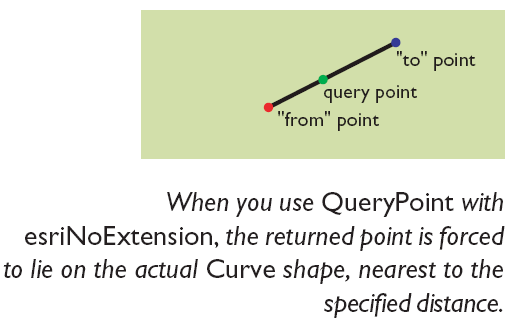 "to" point
query point
"from" point
When you use QueryPoint with
esriNoExtension, the returned point is forced
to lie on the actual Curve shape, nearest to the
specified distance.